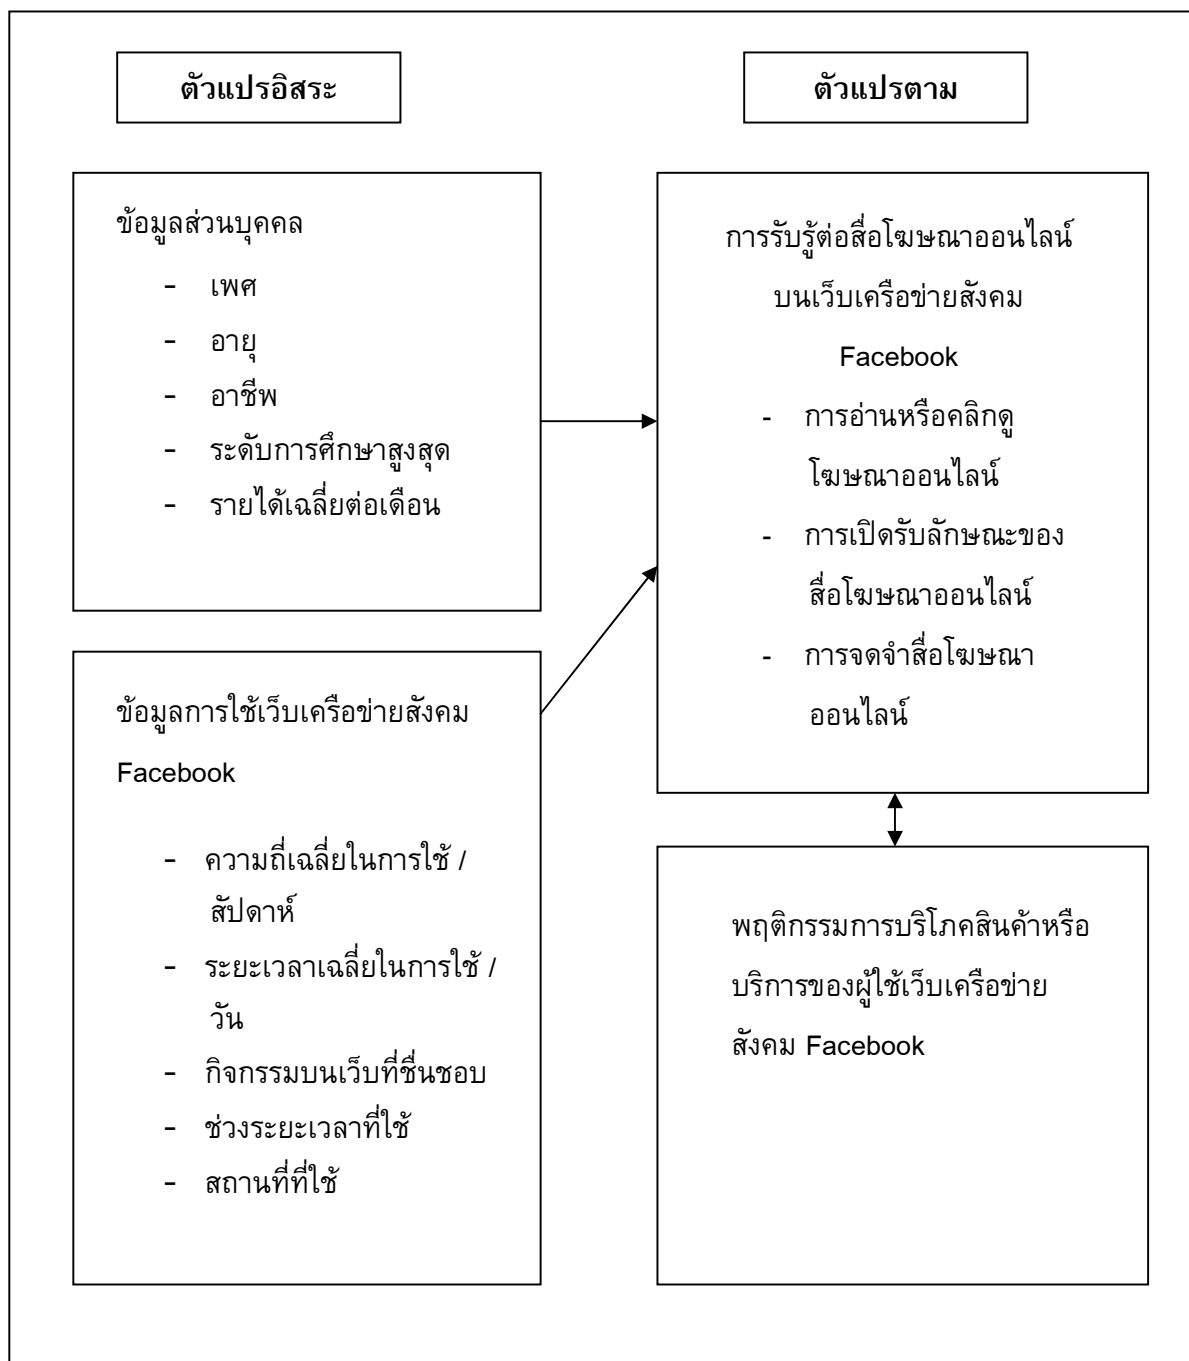 ตัวแปรอิสระ
ตัวแปรตาม
ข้อมูลส่วนบุคคล
- เพศ
- อายุ
- อาชีพ
- ระดับการศึกษาสูงสุด
- รายได้เฉลี่ยต่อเดือน
ข้อมูลการใช้เว็บเครือข่ายสังคม
Facebook
- ความถี่เฉลี่ยในการใช้ /
สัปดาห์
- ระยะเวลาเฉลี่ยในการใช้ /
วัน
- กิจกรรมบนเว็บที่ชื่นชอบ
- ช่วงระยะเวลาที่ใช้
- สถานที่ที่ใช้
การรับรู้ต่อสื่อโฆษณาออนไลน์
บนเว็บเครือข่ายสังคม
Facebook
- การอ่านหรือคลิกดู
โฆษณาออนไลน์
- การเปิดรับลักษณะของ
สื่อโฆษณาออนไลน์
- การจดจำสื่อโฆษณา
ออนไลน์
พฤติกรรมการบริโภคสินค้าหรือ
บริการของผู้ใช้เว็บเครือข่าย
สังคม Facebook